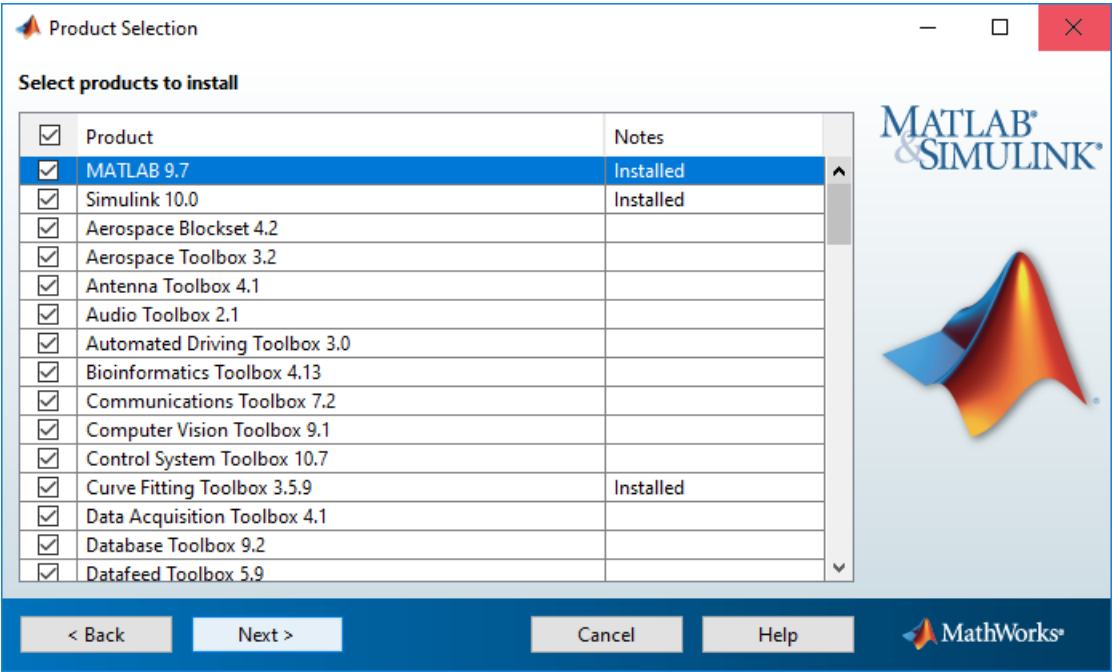 Product Selection
Select products to install
Product Notes
MATLAB 9.7 Installed
Simulink 10.0 Installed
Aerospace Blockset 4.2
Aerospace Toolbox 3.2
Antenna Toolbox 4.1
Audio Toolbox 2.1
Automated Driving Toolbox 3.0
Bioinformatics Toolbox 4.13
Communications Toolbox 7.2
Computer Vision Toolbox 9.1
Control System Toolbox 10.7
Curve Fitting Toolbox 3.5.9 Installed
Data Acquisition Toolbox 4.1
Database Toolbox 9.2
Datafeed Toolbox 5.9
MATLAB®
&SIMULINK®
< Back Next > Cancel Help MathWorks®